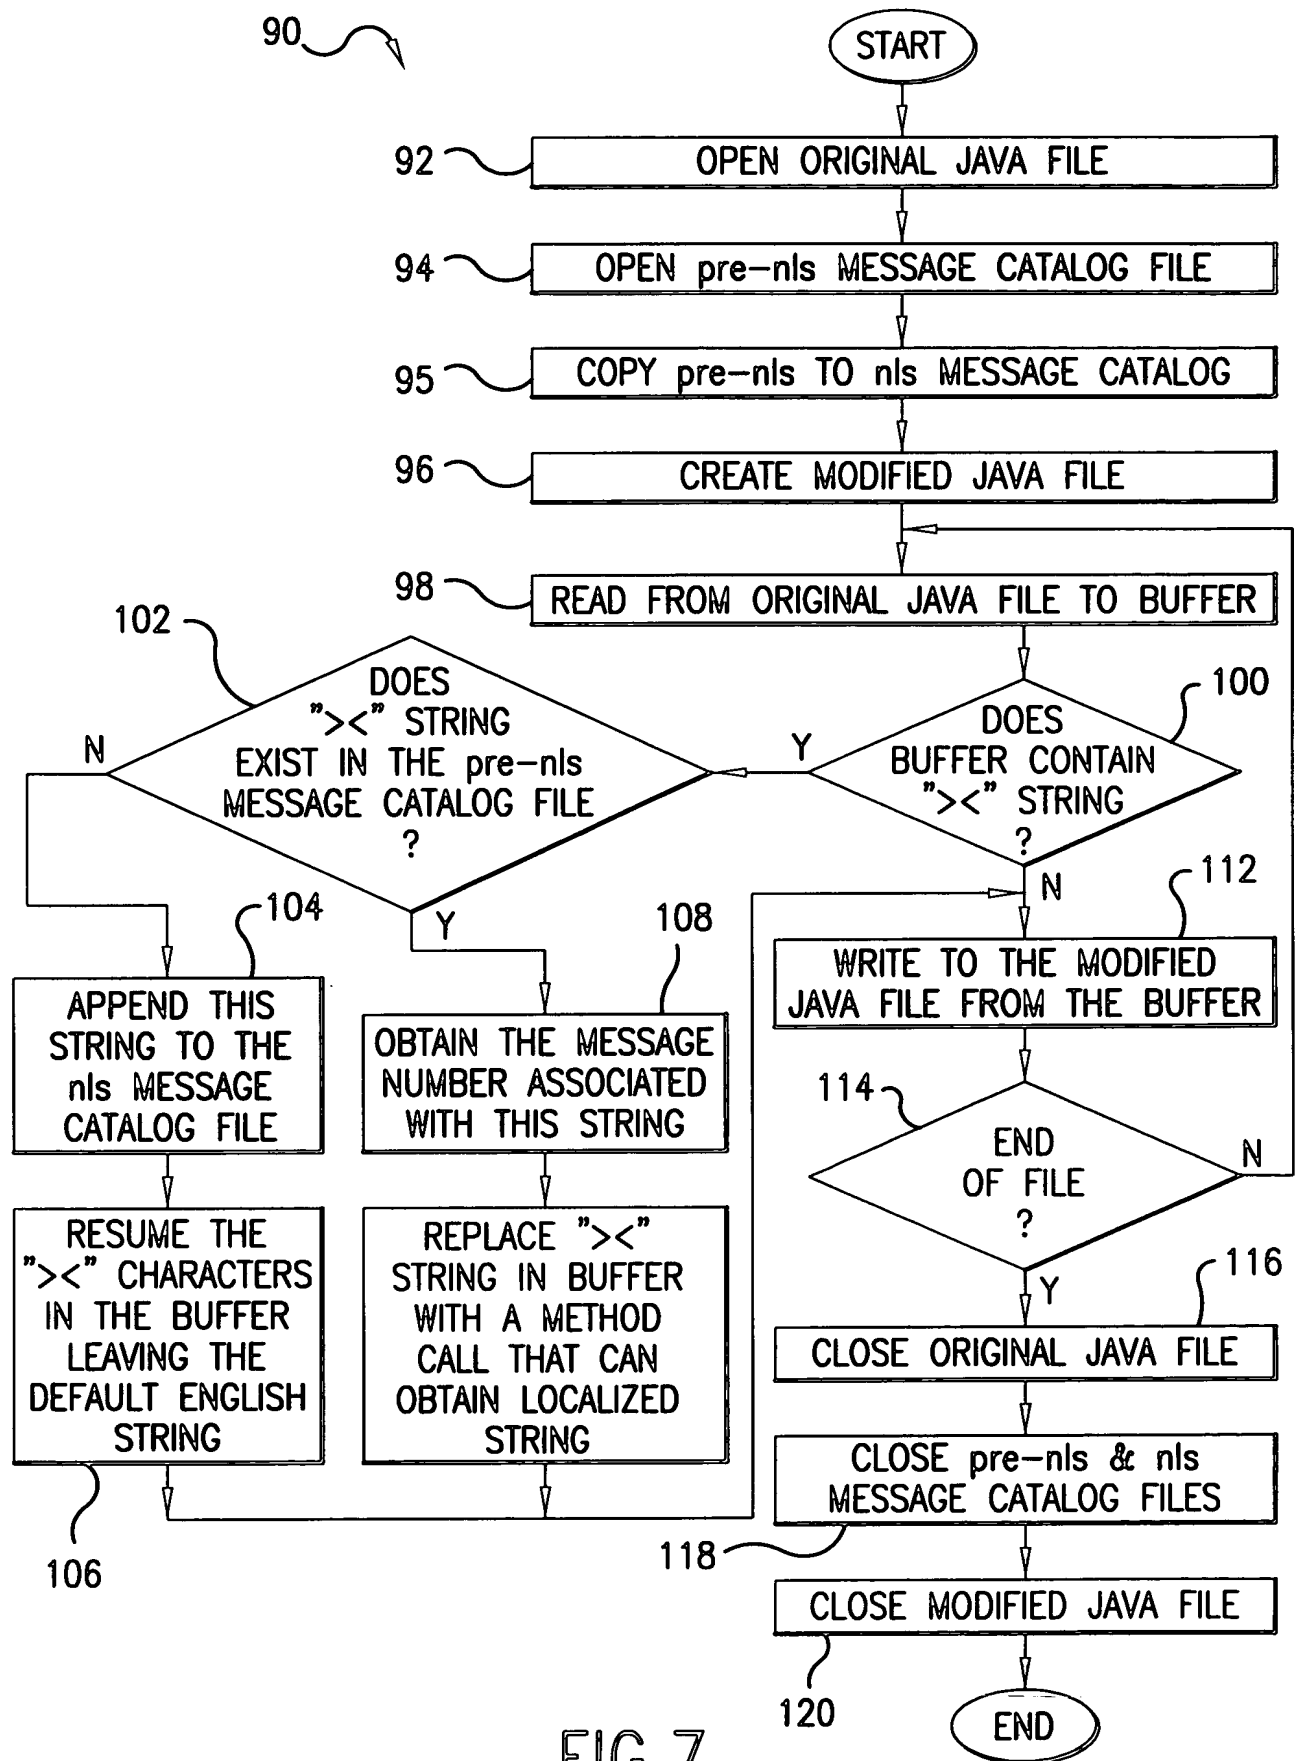 90
START
92
OPEN ORIGINAL JAVA FILE
94
OPEN pre-nls MESSAGE CATALOG FILE
95
COPY pre-nls TO nls MESSAGE CATALOG
96
CREATE MODIFIED JAVA FILE
98
READ FROM ORIGINAL JAVA FILE TO BUFFER
100
DOES
BUFFER CONTAIN
"><" STRING
?
Y
N
102
DOES
"><" STRING
EXIST IN THE pre-nls
MESSAGE CATALOG FILE
?
N
Y
104
APPEND THIS
STRING TO THE
nls MESSAGE
CATALOG FILE
RESUME THE
"><" CHARACTERS
IN THE BUFFER
LEAVING THE
DEFAULT ENGLISH
STRING
106
108
OBTAIN THE MESSAGE
NUMBER ASSOCIATED
WITH THIS STRING
REPLACE "><"
STRING IN BUFFER
WITH A METHOD
CALL THAT CAN
OBTAIN LOCALIZED
STRING
112
WRITE TO THE MODIFIED
JAVA FILE FROM THE BUFFER
114
END
OF FILE
?
N
Y
116
CLOSE ORIGINAL JAVA FILE
CLOSE pre-nls & nls
MESSAGE CATALOG FILES
118
CLOSE MODIFIED JAVA FILE
120
END
FIG 7